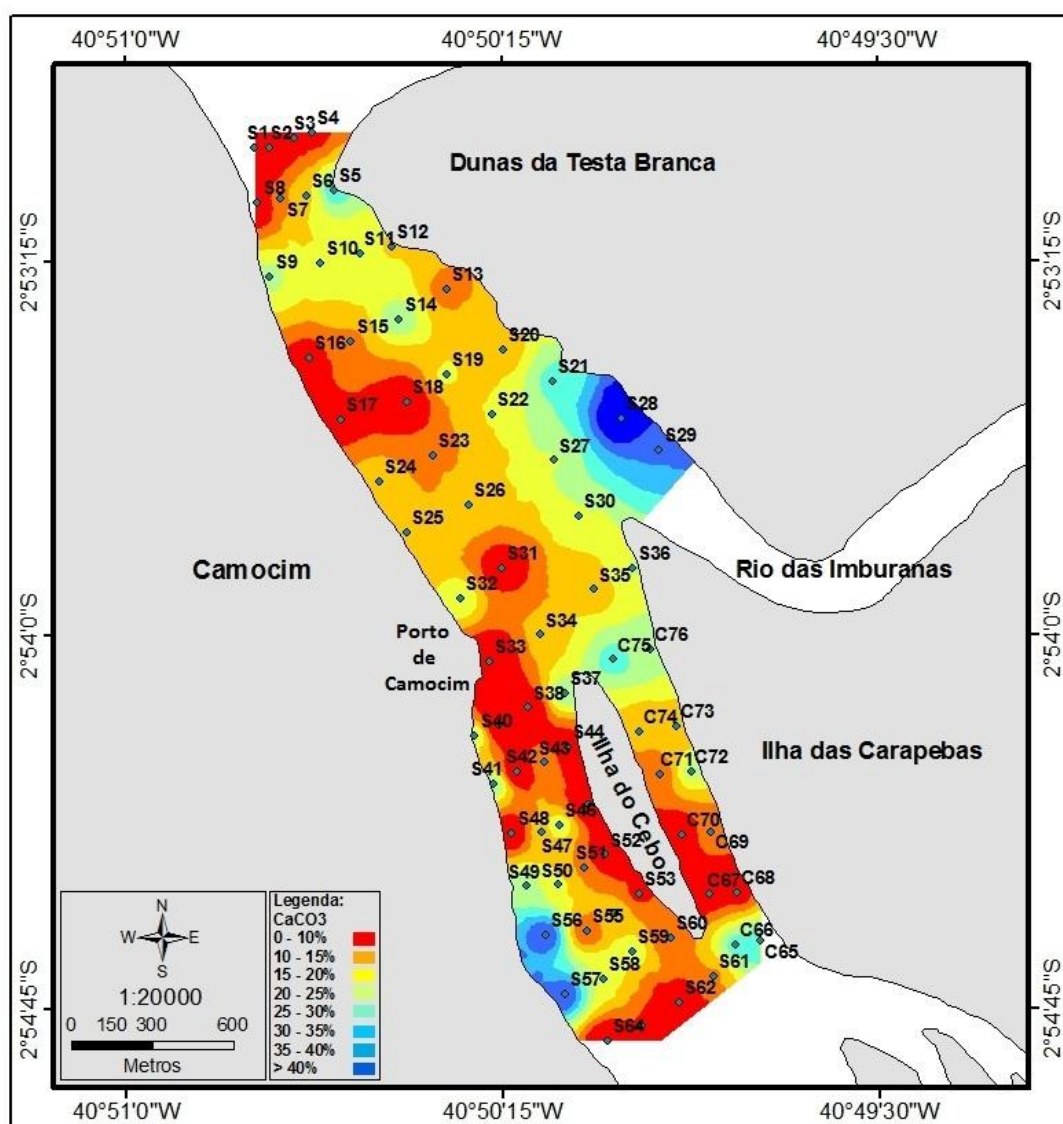 40°51'0"W 40°50'15"W 40°49'30"W
S1 S2 S3 S4
Dunas da Testa Branca
S8 S7 S6 S5
2°53'15"S
2°53'15"S
S9 S10 S11 S12
S13
S14
S15
S16
S20
S19
S21
S18
S17
S22
S28
S29
S23
S27
S24
S26
S30
S25
S31
S36
Camocim
Rio das Imburanas
S32
S35
2°54'0"S
2°54'0"S
S34
Porto
de
Camocim
S33
C75 C76
S37
S38
S40
S44
C74 C73
Ilha das Carapebas
Ilha do Cebo
S43
S42
S41
C71 C72
S46
S48
S47
C70
C69
S51 S52
S49 S50
S53
C67 C68
S56 S55
S60
S59
C66
C65
S58
S57
S61
S62
S64
2°54'45"S
2°54'45"S
N
W E
S
1:20000
0 150 300 600
Metros
Legenda:
CaCO3
0 - 10%
10 - 15%
15 - 20%
20 - 25%
25 - 30%
30 - 35%
35 - 40%
> 40%
40°51'0"W 40°50'15"W 40°49'30"W